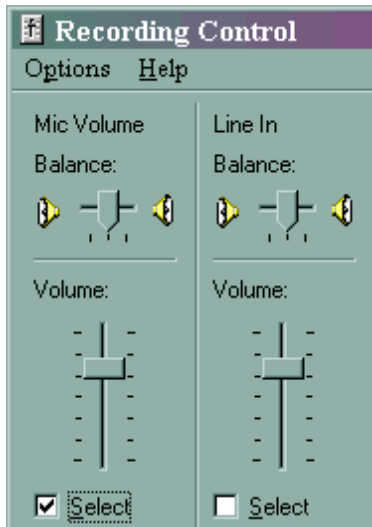 Recording Control
Options Help
Mic Volume
Balance:
Volume:
Select
Line In
Balance:
Volume:
Select